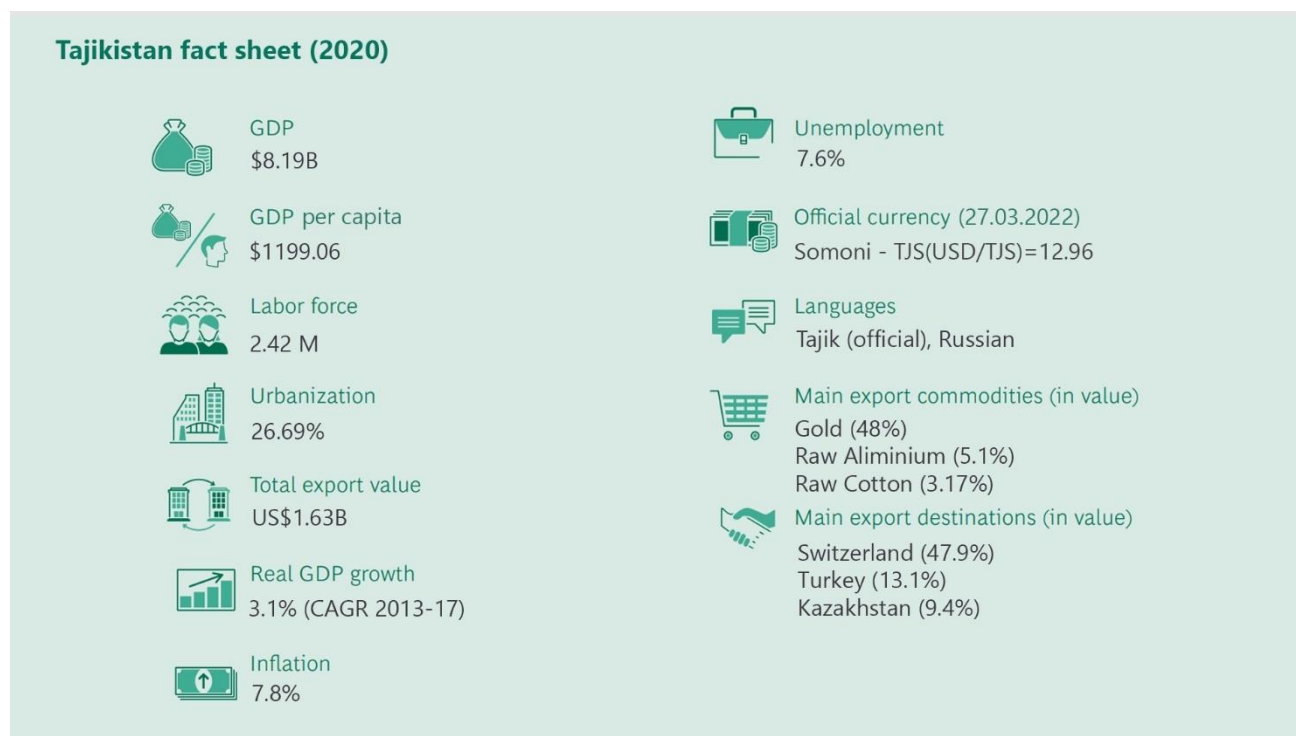 Tajikistan fact sheet (2020)
GDP
$8.19B
GDP per capita
$1199.06
Labor force
2.42 M
Urbanization
26.69%
Total export value
US$1.63B
Real GDP growth
3.1% (CAGR 2013-17)
Inflation
7.8%
Unemployment
7.6%
Official currency (27.03.2022)
Somoni - TJS(USD/TJS)=12.96
Languages
Tajik (official), Russian
Main export commodities (in value)
Gold (48%)
Raw Aliminium (5.1%)
Raw Cotton (3.17%)
Main export destinations (in value)
Switzerland (47.9%)
Turkey (13.1%)
Kazakhstan (9.4%)